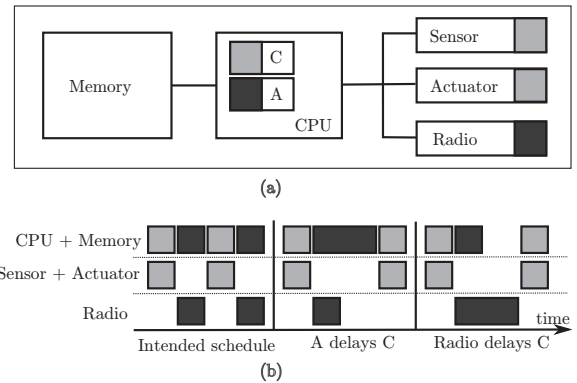 Sensor
C
Memory
Actuator
A
CPU
Radio
(a)
CPU + Memory
Sensor + Actuator
Radio
time
Intended schedule A delays C Radio delays C
(b)